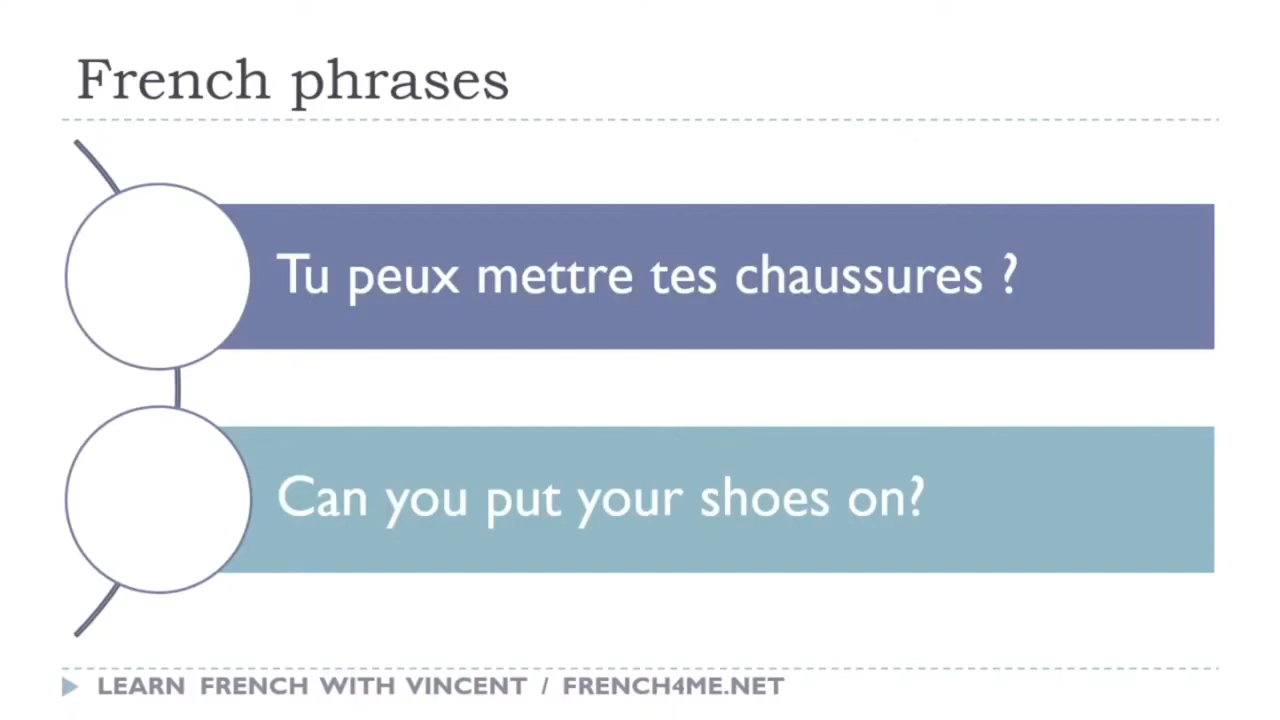 French phrases
Tu peux mettre tes chaussures ?
Can you put your shoes on?
LEARN FRENCH WITH VINCENT / FRENCH4ME.NET